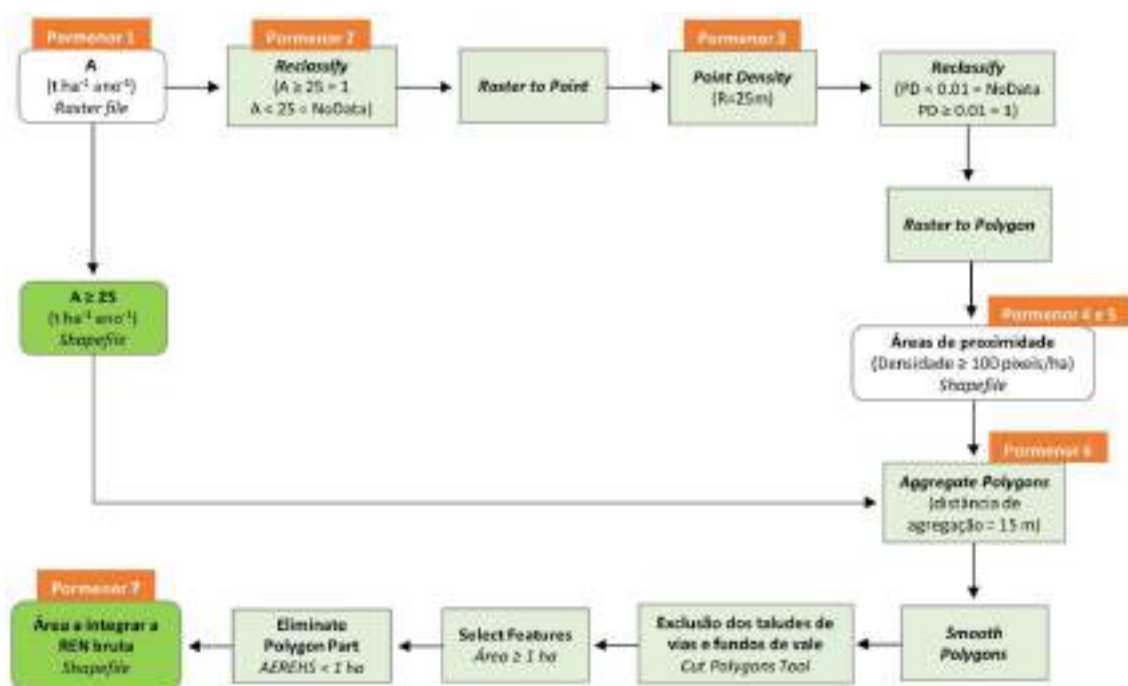 Pormenor 1
A
(t ha⁻¹ ano⁻¹)
Raster file
Pormenor 2
Reclassify
(A ≥ 25 = 1
A < 25 = NoData)
Raster to Point
Pormenor 3
Point Density
(R=25m)
Reclassify
(PD < 0.01 = NoData
PD ≥ 0.01 = 1)
Raster to Polygon
A ≥ 25
(t ha⁻¹ ano⁻¹)
Shapefile
Pormenor 4 e 5
Áreas de proximidade
(Densidade ≥ 100 pixeis/ha)
Shapefile
Pormenor 6
Aggregate Polygons
(distância de
agregação = 15 m)
Smooth
Polygons
Exclusão dos taludes de
vias e fundos de vale
Cut Polygons Tool
Select Features
Área ≥ 1 ha
Eliminate
Polygon Part
AEREHS < 1 ha
Pormenor 7
Área a integrar a
REN bruta
Shapefile